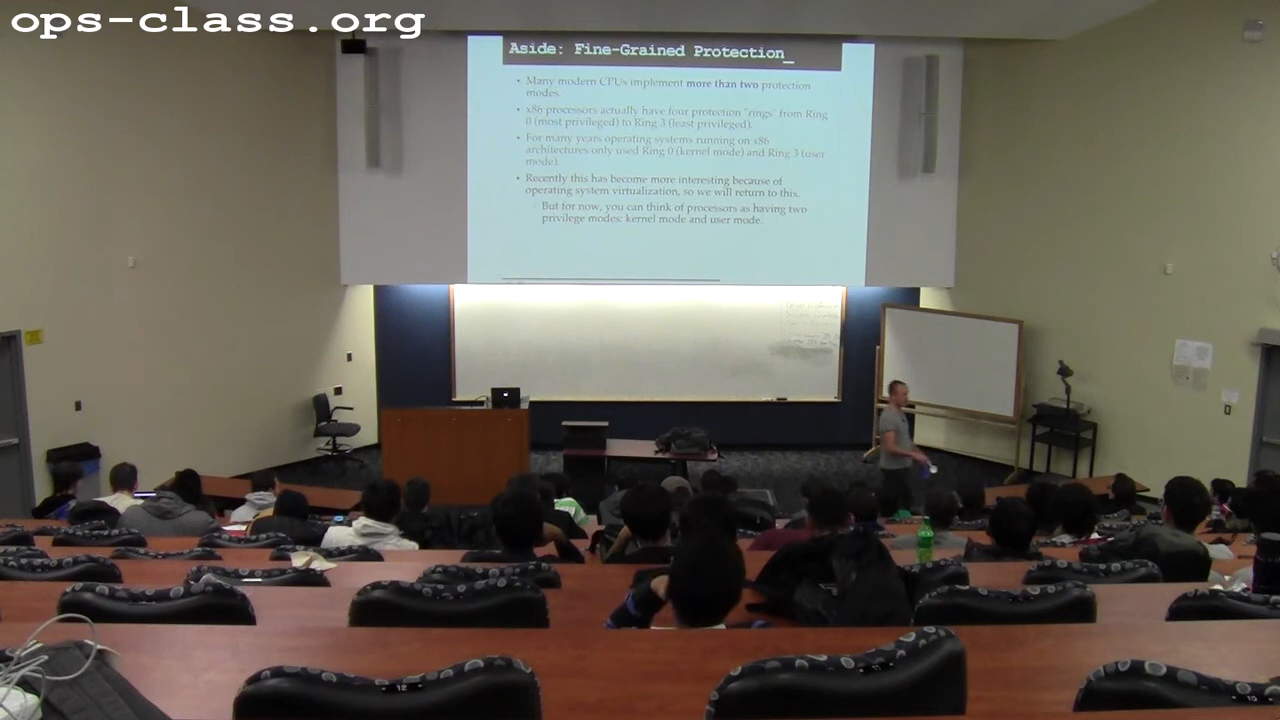 ops-class.org
Aside: Fine-Grained Protection_
• Many modern CPUs implement more than two protection
modes.
• x86 processors actually have four protection "rings" from Ring
0 (most privileged) to Ring 3 (least privileged).
• For many years operating systems running on x86
architectures only used Ring 0 (kernel mode) and Ring 3 (user
mode).
• Recently this has become more interesting because of
operating system virtualization, so we will return to this.
But for now, you can think of processors as having two
privilege modes: kernel mode and user mode.
12
11
10